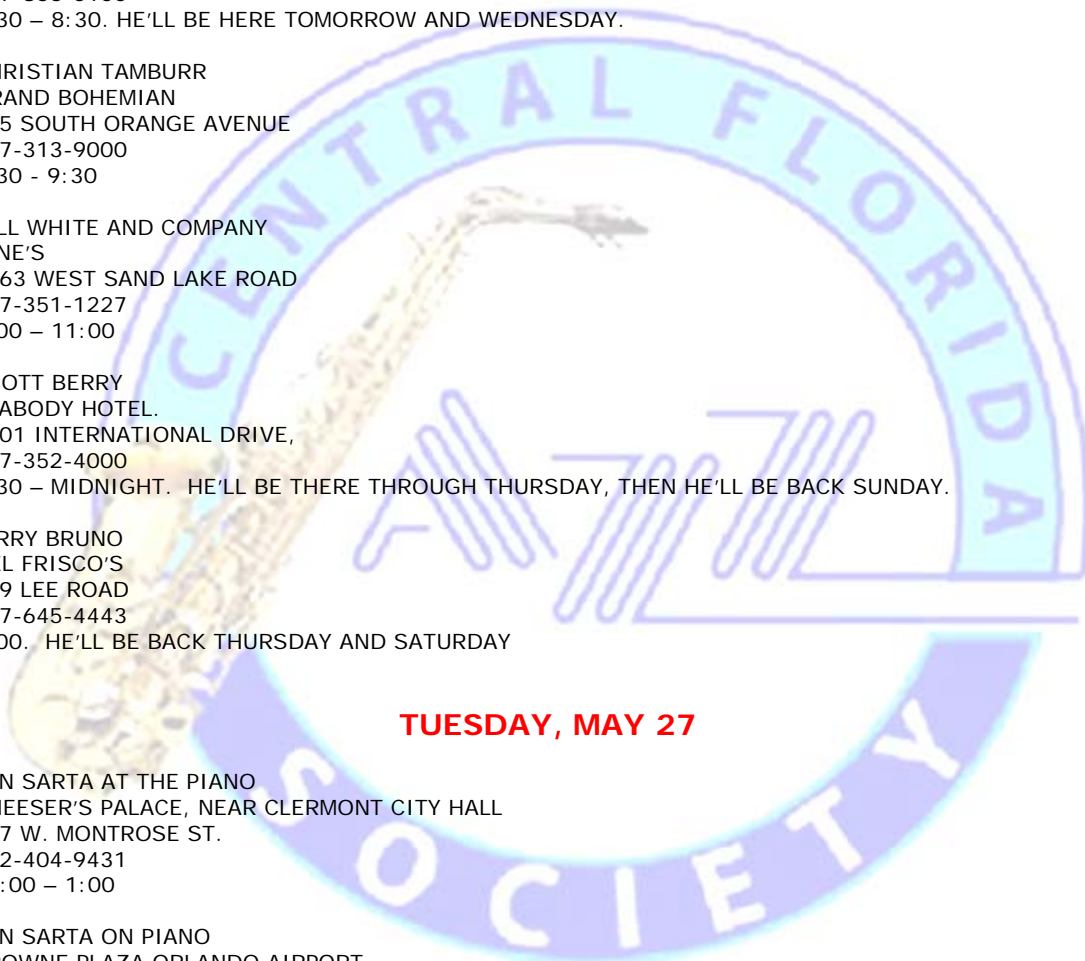 30 – 8:30. HE'LL BE HERE TOMORROW AND WEDNESDAY.
RISTIAN TAMBURR
RAND BOHEMIAN
5 SOUTH ORANGE AVENUE
7-313-9000
30 - 9:30
LL WHITE AND COMPANY
NE'S
63 WEST SAND LAKE ROAD
7-351-1227
00 – 11:00
OTT BERRY
ABODY HOTEL.
01 INTERNATIONAL DRIVE,
7-352-4000
30 – MIDNIGHT.  HE'LL BE THERE THROUGH THURSDAY, THEN HE'LL BE BACK SUNDAY.
RRY BRUNO
EL FRISCO'S
9 LEE ROAD
7-645-4443
00.  HE'LL BE BACK THURSDAY AND SATURDAY
TUESDAY, MAY 27
N SARTA AT THE PIANO
HEESER'S PALACE, NEAR CLERMONT CITY HALL
7 W. MONTROSE ST.
2-404-9431
:00 – 1:00
N SARTA ON PIANO
CENTRAL FLORIDA
AZZ
SOCIETY